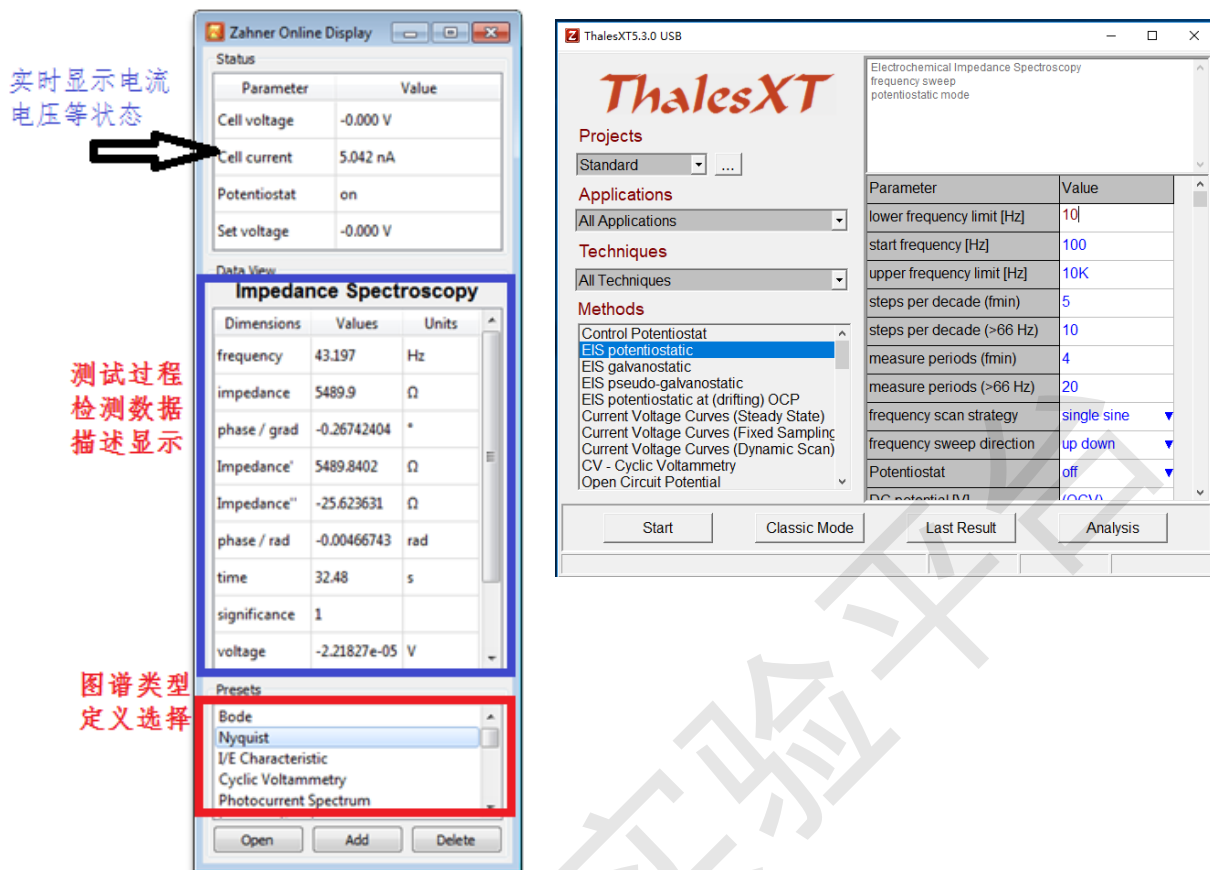 实时显示电流
电压等状态
测试过程
检测数据
描述显示
图谱类型
定义选择
Zahner Online Display
Status
Parameter Value
Cell voltage -0.000 V
Cell current 5.042 nA
Potentiostat on
Set voltage -0.000 V
Data View
Impedance Spectroscopy
Dimensions Values Units
frequency 43.197 Hz
impedance 5489.9 Ω
phase / grad -0.26742404 °
Impedance' 5489.8402 Ω
Impedance'' -25.623631 Ω
phase / rad -0.00466743 rad
time 32.48 s
significance 1
voltage -2.21827e-05 V
Presets
Bode
Nyquist
I/E Characteristic
Cyclic Voltammetry
Photocurrent Spectrum
Open Add Delete
ThalesXT5.3.0 USB
ThalesXT
Projects
Standard ...
Applications
All Applications
Techniques
All Techniques
Methods
Control Potentiostat
EIS potentiostatic
EIS galvanostatic
EIS pseudo-galvanostatic
EIS potentiostatic at (drifting) OCP
Current Voltage Curves (Steady State)
Current Voltage Curves (Fixed Sampling
Current Voltage Curves (Dynamic Scan)
CV - Cyclic Voltammetry
Open Circuit Potential
Electrochemical Impedance Spectroscopy
frequency sweep
potentiostatic mode
Parameter Value
lower frequency limit [Hz] 10
start frequency [Hz] 100
upper frequency limit [Hz] 10K
steps per decade (fmin) 5
steps per decade (>66 Hz) 10
measure periods (fmin) 4
measure periods (>66 Hz) 20
frequency scan strategy single sine
frequency sweep direction up down
Potentiostat off
DC potential [V] (OCV)
Start Classic Mode Last Result Analysis
实验平台